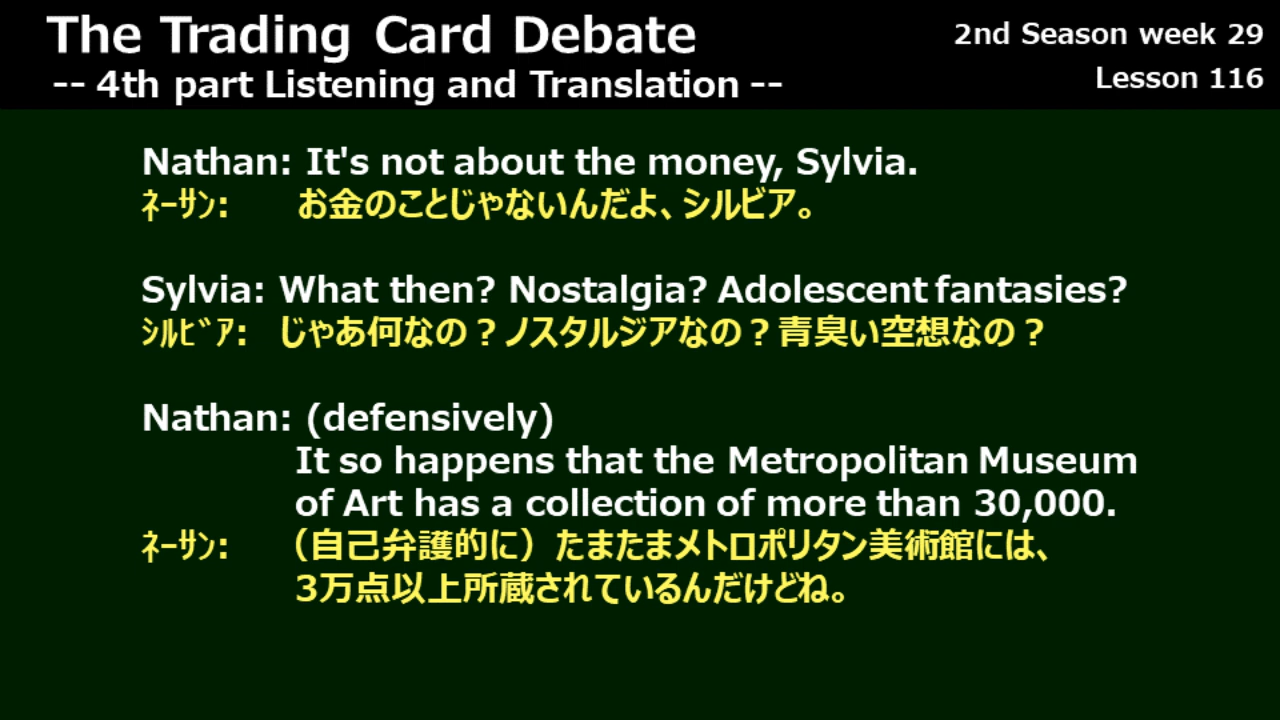 The Trading Card Debate
2nd Season week 29
-- 4th part Listening and Translation --
Lesson 116
Nathan: It's not about the money, Sylvia.
ﾈｰｻﾝ: お金のことじゃないんだよ、シルビア。
Sylvia: What then? Nostalgia? Adolescent fantasies?
ｼﾙﾋﾞｱ: じゃあ何なの？ノスタルジアなの？青臭い空想なの？
Nathan: (defensively)
It so happens that the Metropolitan Museum
of Art has a collection of more than 30,000.
ﾈｰｻﾝ: （自己弁護的に）たまたまメトロポリタン美術館には、
3万点以上所蔵されているんだけどね。